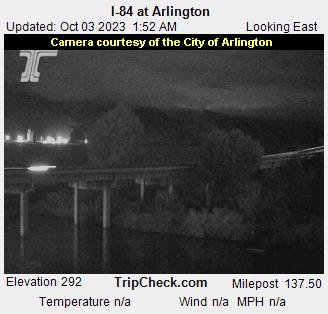 I-84 at Arlington
Updated: Oct 03 2023 1:52 AM Looking East
Camera courtesy of the City of Arlington
Elevation 292 TripCheck.com Milepost 137.50
Temperature n/a Wind n/a MPH n/a